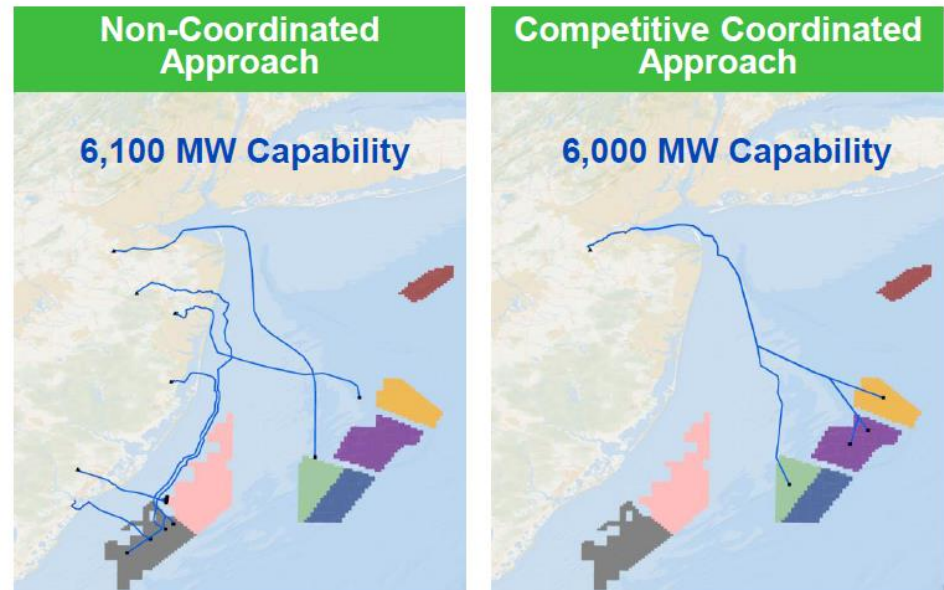 Non-Coordinated
Approach
6,100 MW Capability
Competitive Coordinated
Approach
6,000 MW Capability